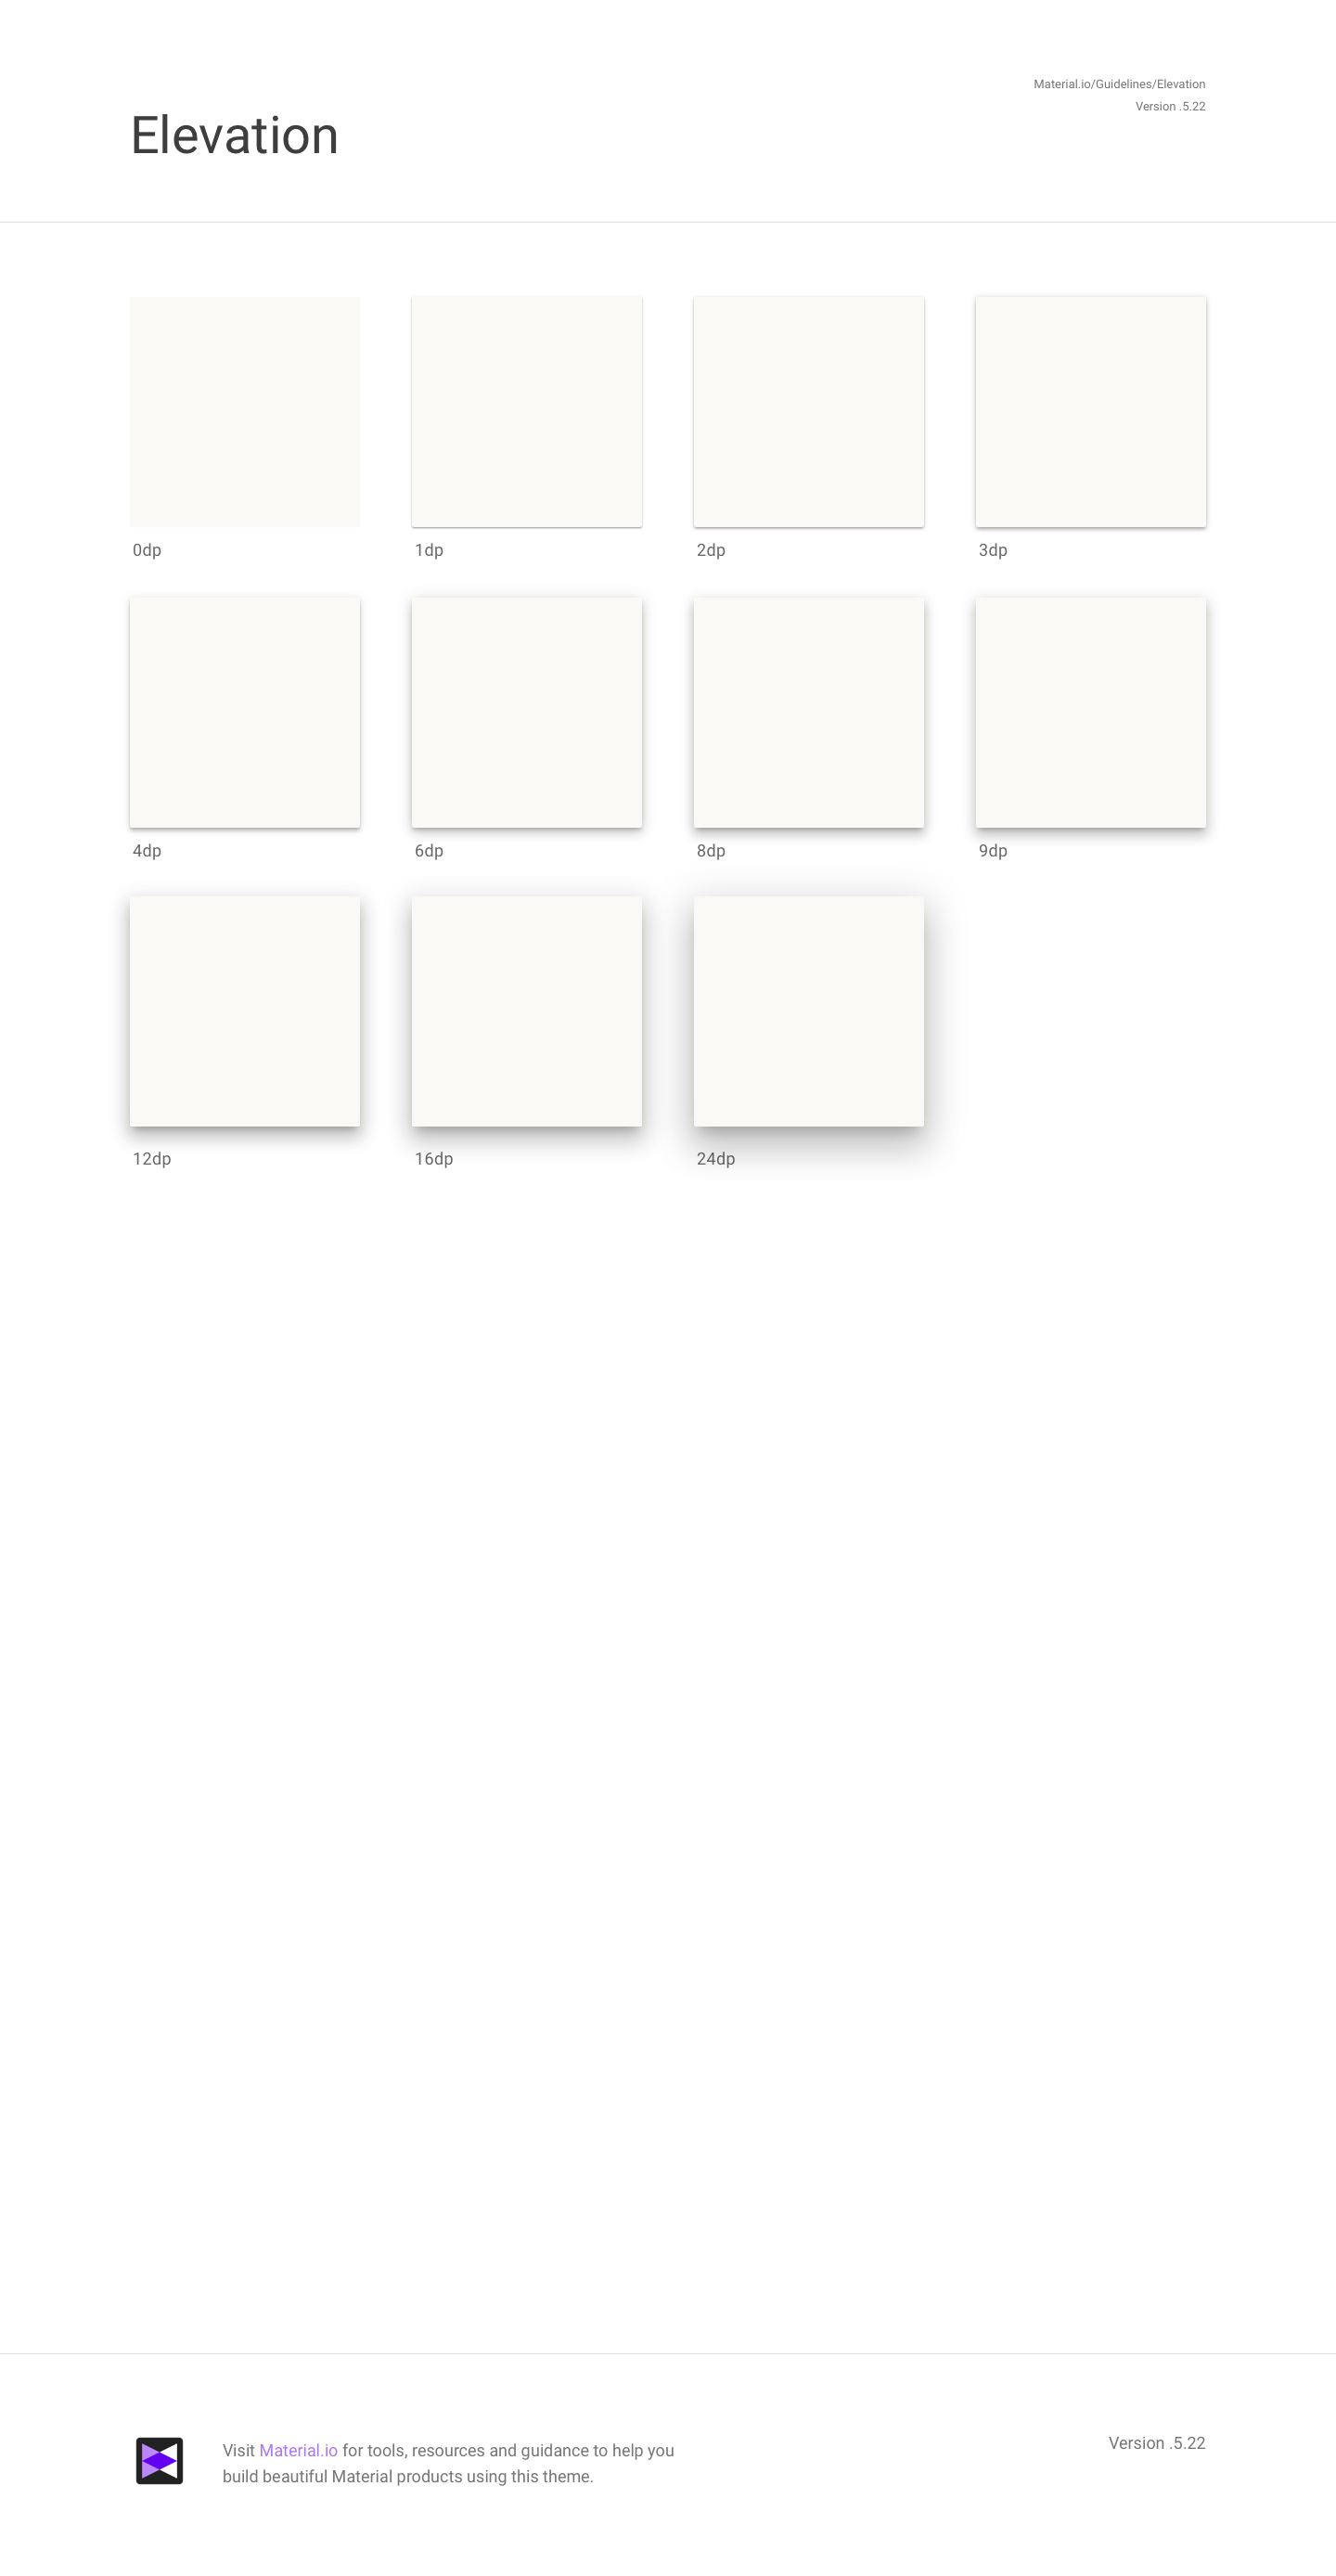 Material.io/Guidelines/Elevation
Version .5.22
Elevation
0dp
1dp
2dp
3dp
4dp
6dp
8dp
9dp
12dp
16dp
24dp
Visit Material.io for tools, resources and guidance to help you
build beautiful Material products using this theme.
Version .5.22